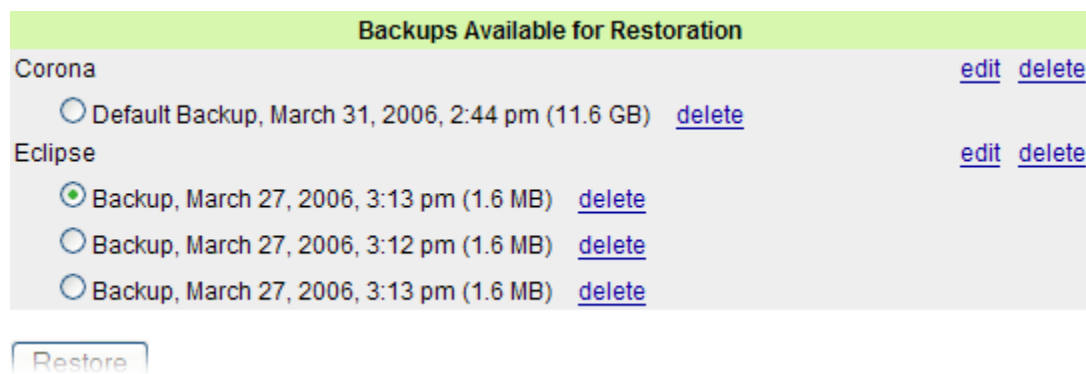 Backups Available for Restoration
Corona edit delete
Default Backup, March 31, 2006, 2:44 pm (11.6 GB) delete
Eclipse edit delete
Backup, March 27, 2006, 3:13 pm (1.6 MB) delete
Backup, March 27, 2006, 3:12 pm (1.6 MB) delete
Backup, March 27, 2006, 3:13 pm (1.6 MB) delete
Restore